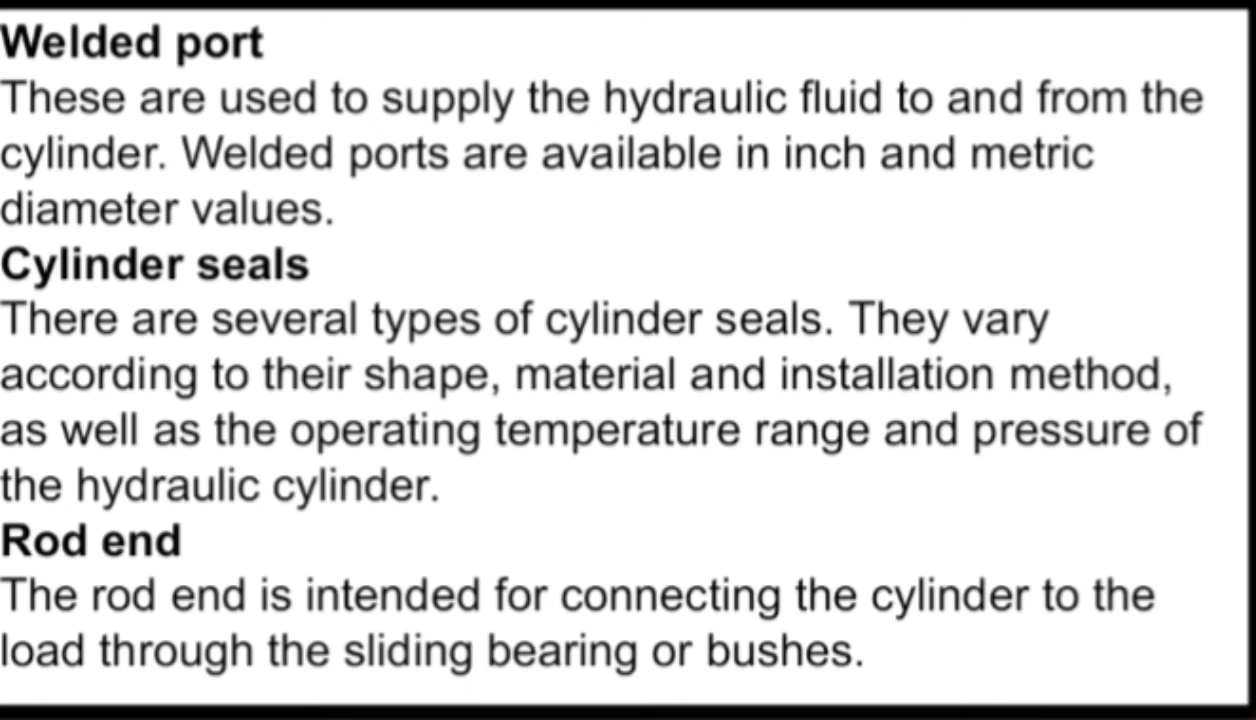 Welded port
These are used to supply the hydraulic fluid to and from the
cylinder. Welded ports are available in inch and metric
diameter values.
Cylinder seals
There are several types of cylinder seals. They vary
according to their shape, material and installation method,
as well as the operating temperature range and pressure of
the hydraulic cylinder.
Rod end
The rod end is intended for connecting the cylinder to the
load through the sliding bearing or bushes.